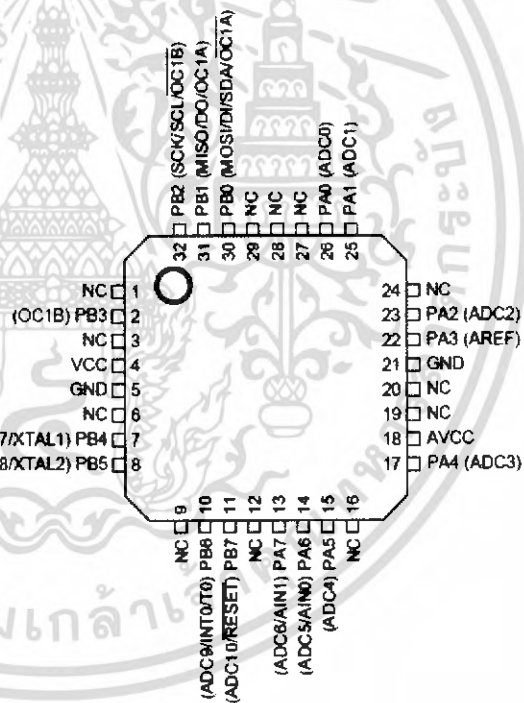 PB2 (SCK/SCL/OC1B)
PB1 (MISO/DO/OC1A)
PB0 (MOSI/DI/SDA/OC1A)
NC
NC
NC
PA0 (ADC0)
PA1 (ADC1)
32
31
30
29
28
27
26
25
NC 1
(OC1B) PB3 2
NC 3
VCC 4
GND 5
NC 6
7/XTAL1) PB4 7
8/XTAL2) PB5 8
24 NC
23 PA2 (ADC2)
22 PA3 (AREF)
21 GND
20 NC
19 NC
18 AVCC
17 PA4 (ADC3)
9
10
11
12
13
14
15
16
NC
(ADC9/INT0/T0) PB6
(ADC10/RESET) PB7
NC
(ADC6/AIN1) PA7
(ADC5/AIN0) PA6
(ADC4) PA5
NC